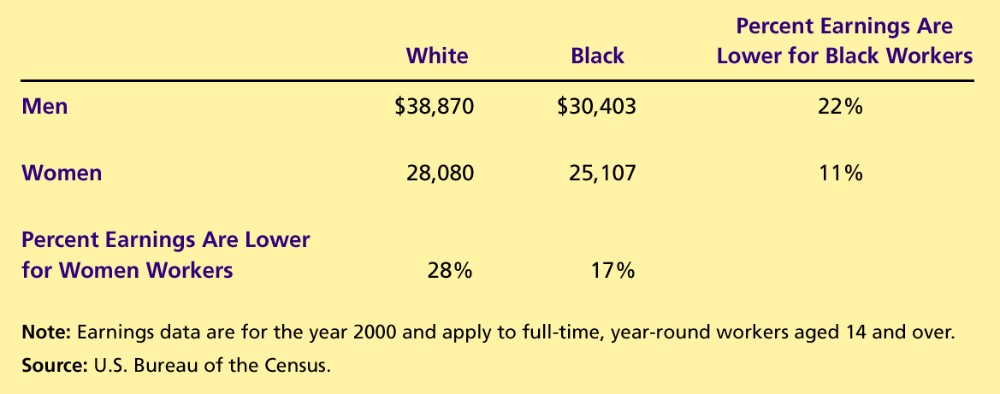 Percent Earnings Are
White Black Lower for Black Workers
Men $38,870 $30,403 22%
Women 28,080 25,107 11%
Percent Earnings Are Lower
for Women Workers 28% 17%
Note: Earnings data are for the year 2000 and apply to full-time, year-round workers aged 14 and over.
Source: U.S. Bureau of the Census.